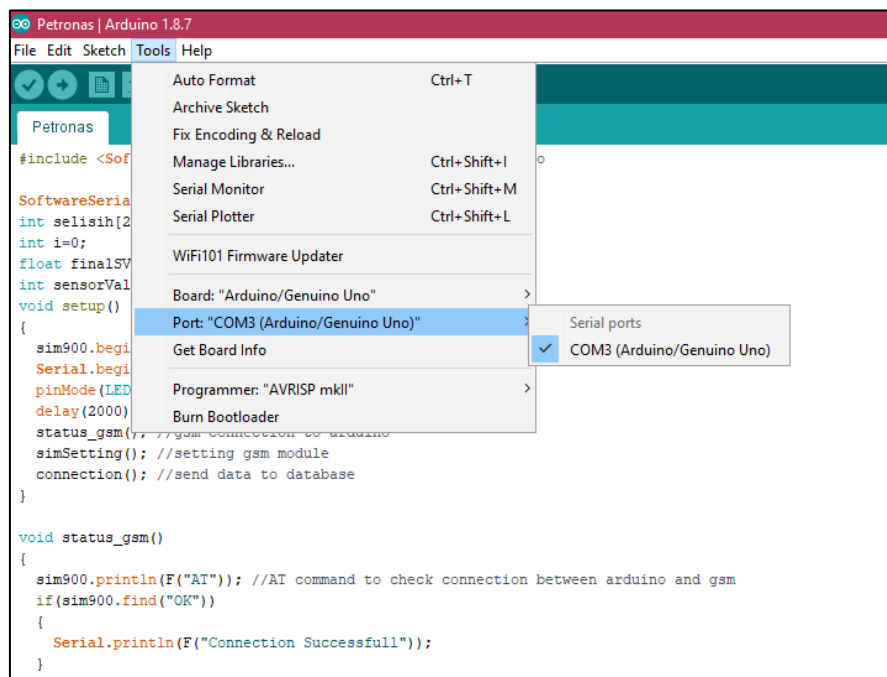 Petronas | Arduino 1.8.7
File Edit Sketch Tools Help
Petronas
Auto Format Ctrl+T
Archive Sketch
Fix Encoding & Reload
Manage Libraries... Ctrl+Shift+I
Serial Monitor Ctrl+Shift+M
Serial Plotter Ctrl+Shift+L
WiFi101 Firmware Updater
Board: "Arduino/Genuino Uno"
Port: "COM3 (Arduino/Genuino Uno)"
Get Board Info
Programmer: "AVRISP mkII"
Burn Bootloader
Serial ports
COM3 (Arduino/Genuino Uno)
#include <Sof
o
SoftwareSeria
int selisih[2
int i=0;
float finalSV
int sensorVal
void setup()
{
sim900.begi
Serial.begi
pinMode(LED
delay(2000)
status_gsm(); //gsm connection to arduino
simSetting(); //setting gsm module
connection(); //send data to database
}
void status_gsm()
{
sim900.println(F("AT")); //AT command to check connection between arduino and gsm
if(sim900.find("OK"))
{
Serial.println(F("Connection Successfull"));
}